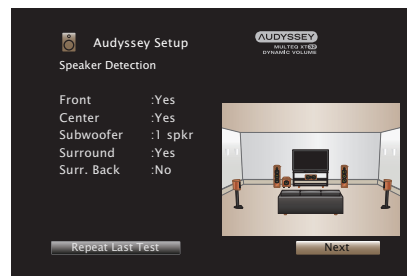 Audyssey Setup
AUDYSSEY
MULTEQ XT32
DYNAMIC VOLUME
Speaker Detection
Front :Yes
Center :Yes
Subwoofer :1 spkr
Surround :Yes
Surr. Back :No
Repeat Last Test
Next